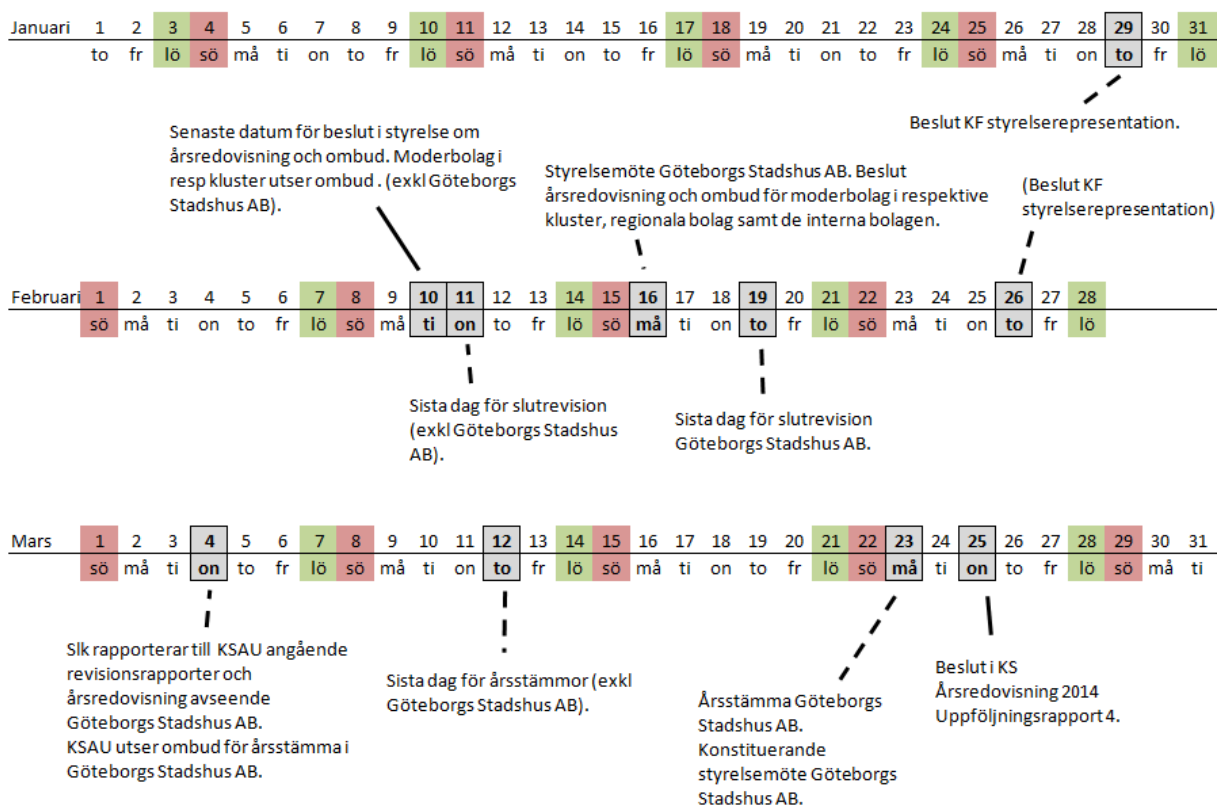 Januari 1 2 3 4 5 6 7 8 9 10 11 12 13 14 15 16 17 18 19 20 21 22 23 24 25 26 27 28 29 30 31
to fr lö sö må ti on to fr lö sö må ti on to fr lö sö må ti on to fr lö sö må ti on to fr lö
Beslut KF styrelserepresentation.
Senaste datum för beslut i styrelse om
årsredovisning och ombud. Moderbolag i
resp kluster utser ombud . (exkl Göteborgs
Stadshus AB).
Styrelsemöte Göteborgs Stadshus AB. Beslut
årsredovisning och ombud för moderbolag i respektive
kluster, regionala bolag samt de interna bolagen.
(Beslut KF
styrelserepresentation)
Februari 1 2 3 4 5 6 7 8 9 10 11 12 13 14 15 16 17 18 19 20 21 22 23 24 25 26 27 28
sö må ti on to fr lö sö må ti on to fr lö sö må ti on to fr lö sö må ti on to fr lö
Sista dag för slutrevision
(exkl Göteborgs Stadshus
AB).
Sista dag för slutrevision
Göteborgs Stadshus AB.
Mars 1 2 3 4 5 6 7 8 9 10 11 12 13 14 15 16 17 18 19 20 21 22 23 24 25 26 27 28 29 30 31
sö må ti on to fr lö sö må ti on to fr lö sö må ti on to fr lö sö må ti on to fr lö sö må ti
Slk rapporterar till KSAU angående
revisionsrapporter och
årsredovisning avseende
Göteborgs Stadshus AB.
KSAU utser ombud för årsstämma i
Göteborgs Stadshus AB.
Sista dag för årsstämmor (exkl
Göteborgs Stadshus AB).
Årsstämma Göteborgs
Stadshus AB.
Konstituerande
styrelsemöte Göteborgs
Stadshus AB.
Beslut i KS
Årsredovisning 2014
Uppföljningsrapport 4.